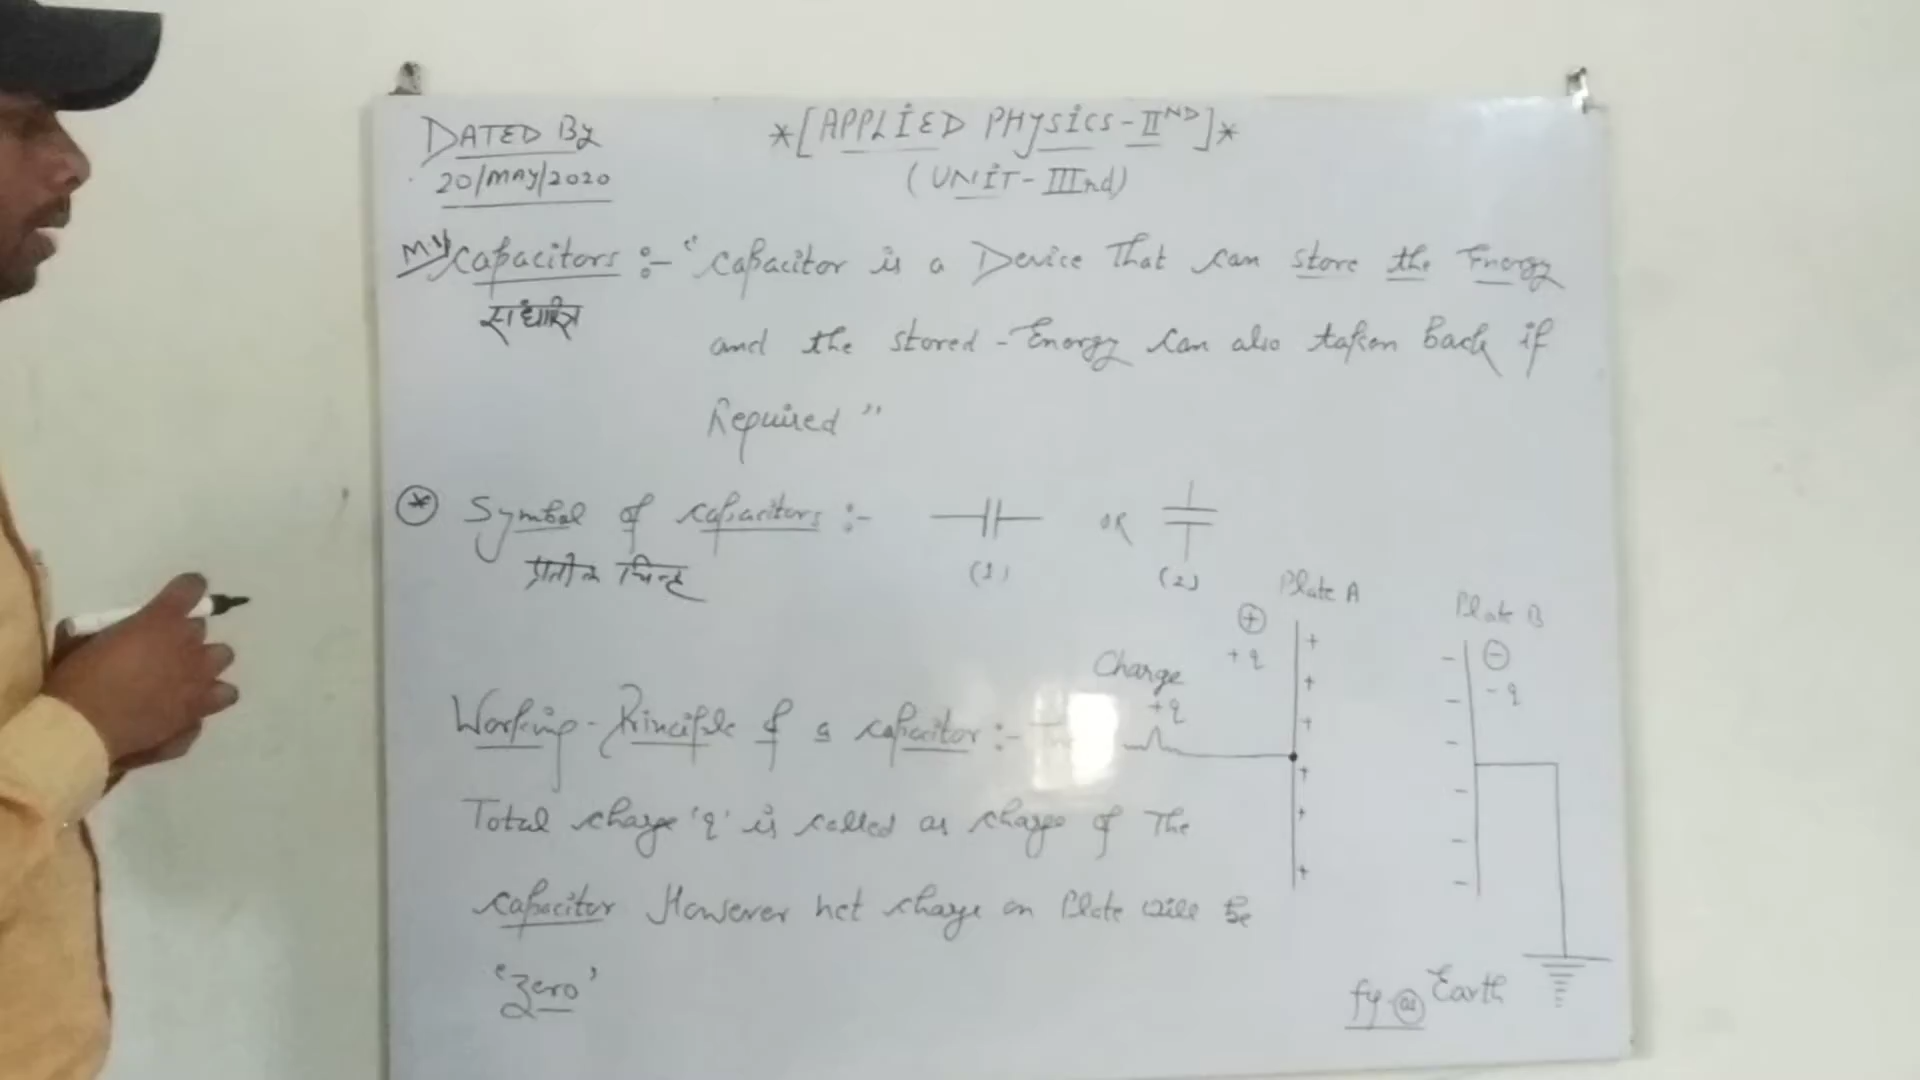 DATED By
20/MAY/2020
*[APPLIED PHYSICS-IIND]*
(UNIT-IIInd)
Capacitors :- "Capacitor is a Device That can store the Energy
संधारित्र
and the stored-Energy can also taken Back if
Required"
* Symbol of capacitors :- OR
प्रतीक चिन्ह
(1)
(2)
Plate A
Plate B
+
+q
-
-q
Charge
+q
Working-Principle of a capacitor :-
Total charge 'q' is called as charge of The
capacitor However net charge on Plate will be
'Zero'
Earth